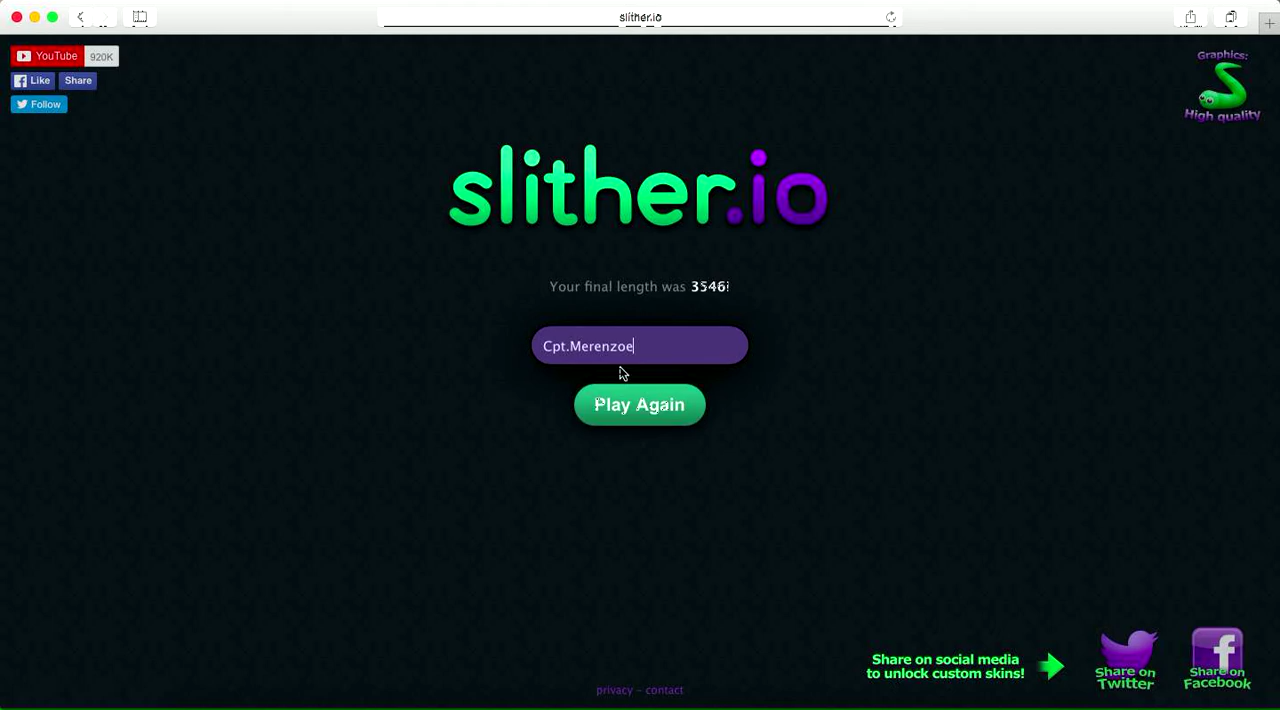 slither.io
YouTube 920K
Like Share
Follow
Graphics:
High quality
slither.io
Your final length was 3546!
Cpt.Merenzoe
Play Again
Share on social media
to unlock custom skins!
Share on
Twitter
Share on
Facebook
privacy - contact